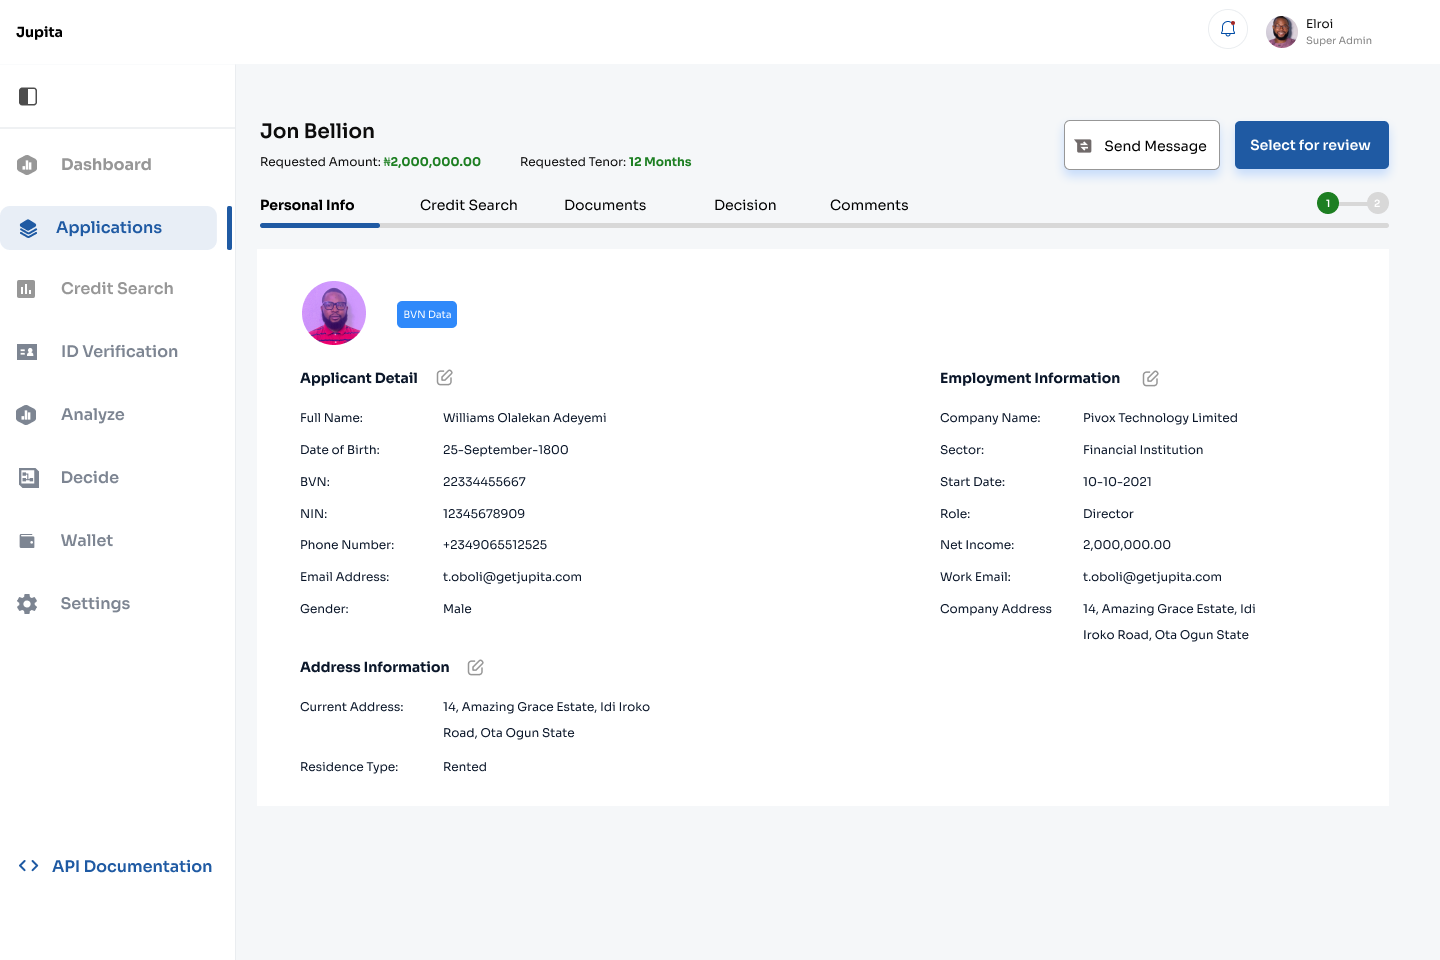 Jupita
Elroi
Super Admin
Dashboard
Applications
Credit Search
ID Verification
Analyze
Decide
Wallet
Settings
API Documentation
Jon Bellion
Requested Amount: ₦2,000,000.00
Requested Tenor: 12 Months
Send Message
Select for review
Personal Info
Credit Search
Documents
Decision
Comments
1
2
BVN Data
Applicant Detail
Full Name: Williams Olalekan Adeyemi
Date of Birth: 25-September-1800
BVN: 22334455667
NIN: 12345678909
Phone Number: +2349065512525
Email Address: t.oboli@getjupita.com
Gender: Male
Address Information
Current Address: 14, Amazing Grace Estate, Idi Iroko
Road, Ota Ogun State
Residence Type: Rented
Employment Information
Company Name: Pivox Technology Limited
Sector: Financial Institution
Start Date: 10-10-2021
Role: Director
Net Income: 2,000,000.00
Work Email: t.oboli@getjupita.com
Company Address 14, Amazing Grace Estate, Idi
Iroko Road, Ota Ogun State